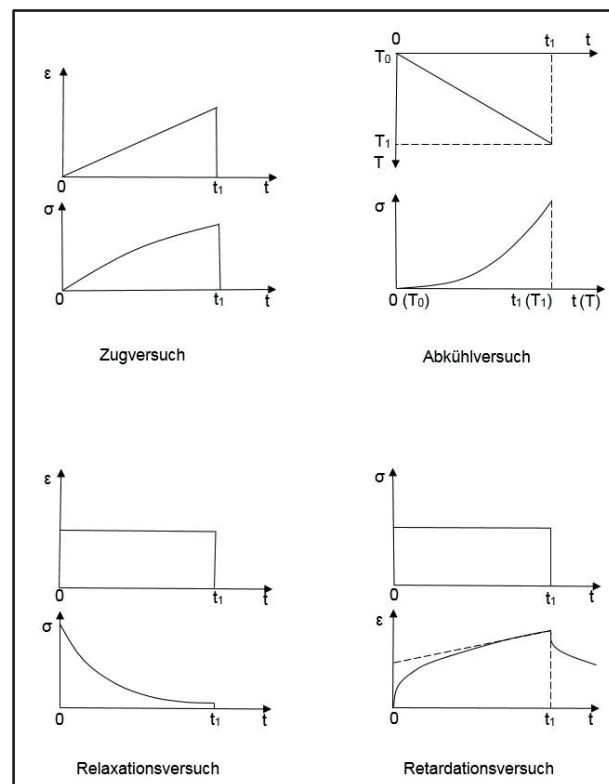 ε
0
t₁
t
σ
0
t₁
t
Zugversuch
0
t₁
t
T₀
T₁
T
σ
0 (T₀)
t₁ (T₁)
t (T)
Abkühlversuch
ε
0
t₁
t
σ
0
t₁
t
Relaxationsversuch
σ
0
t₁
t
ε
0
t₁
t
Retardationsversuch